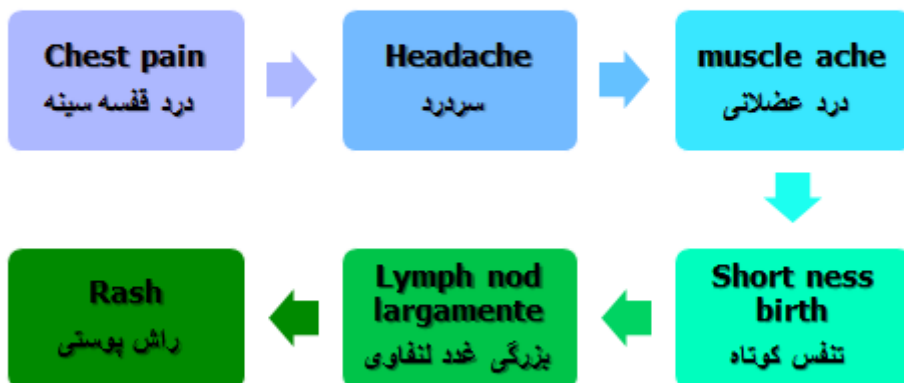 Chest pain
درد قفسه سینه
Headache
سردرد
muscle ache
درد عضلانی
Short ness
birth
تنفس کوتاه
Lymph nod
largamente
بزرگی غدد لنفاوی
Rash
راش پوستی